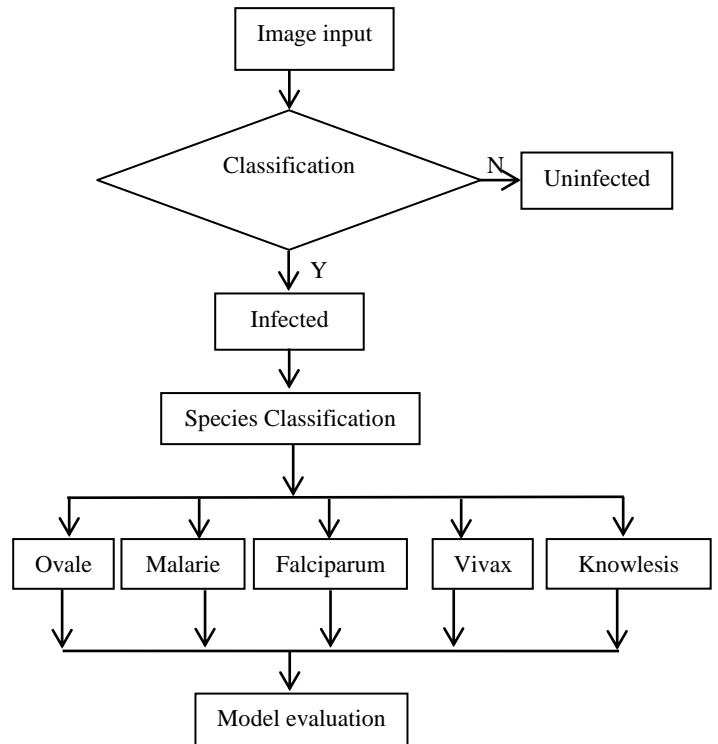 Image input
Classification
N
Uninfected
Y
Infected
Species Classification
Ovale
Malarie
Falciparum
Vivax
Knowlesis
Model evaluation